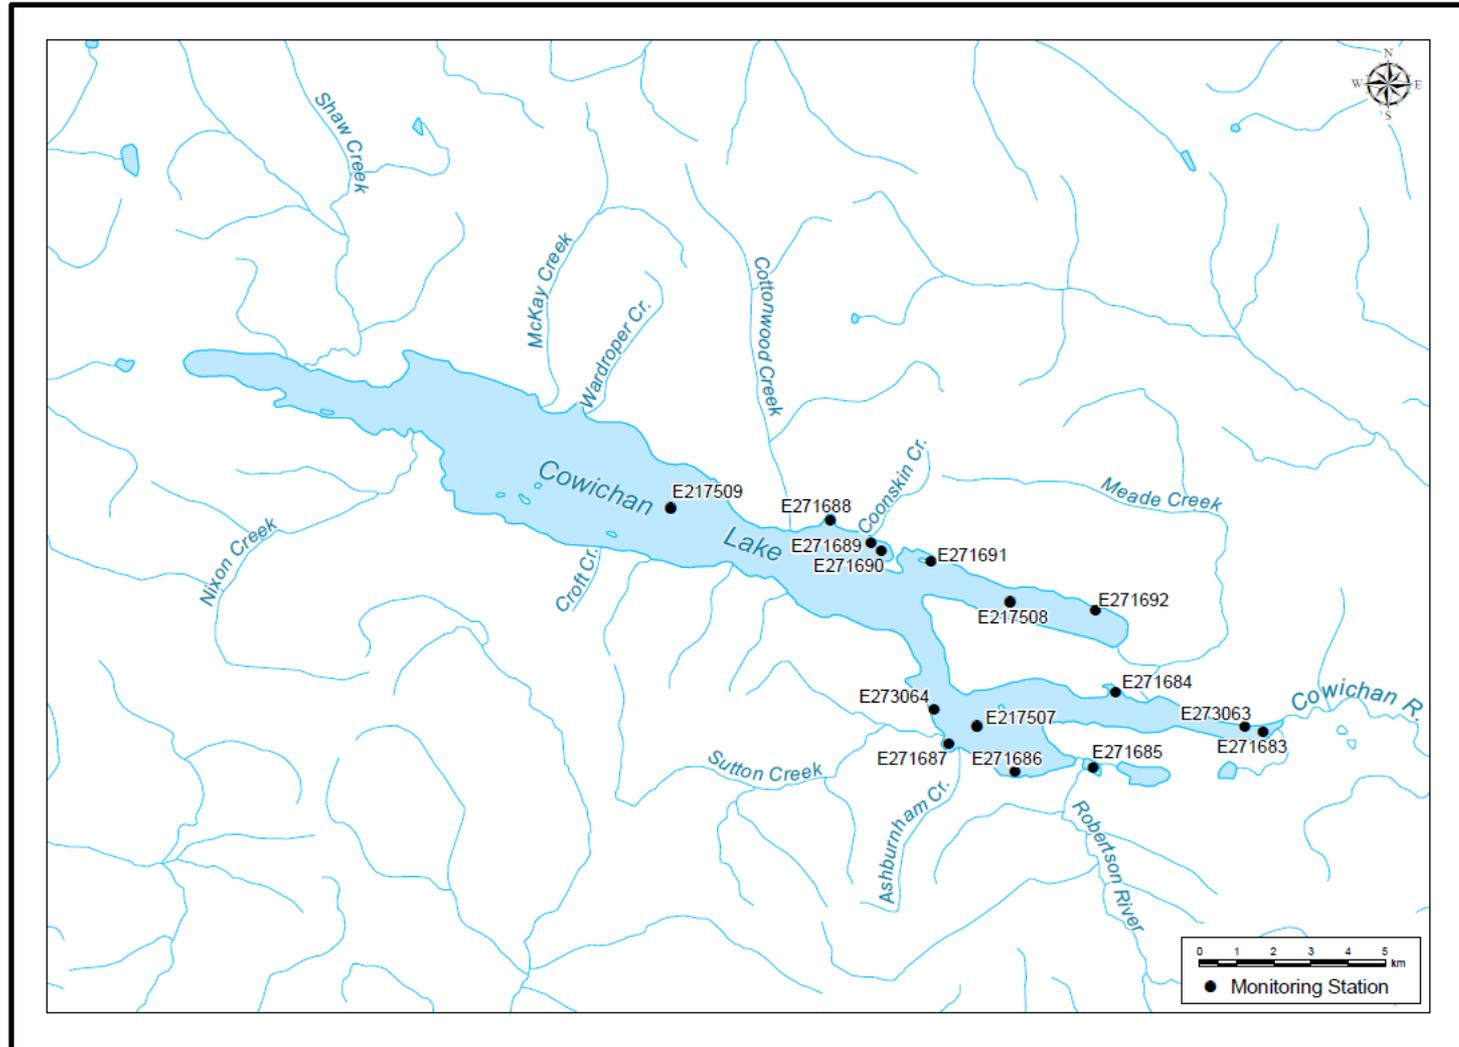 N
W E
S
Shaw Creek
McKay Creek
Wardroper Cr.
Cottonwood Creek
Coonskin Cr.
Meade Creek
Nixon Creek
Croft Cr.
Cowichan
Lake
E217509
E271688
E271689
E271690
E271691
E217508
E271692
E271684
E273064
E217507
E273063
E271683
Cowichan R.
E271687
E271686
E271685
Sutton Creek
Ashburnham Cr.
Robertson River
0 1 2 3 4 5
km
Monitoring Station